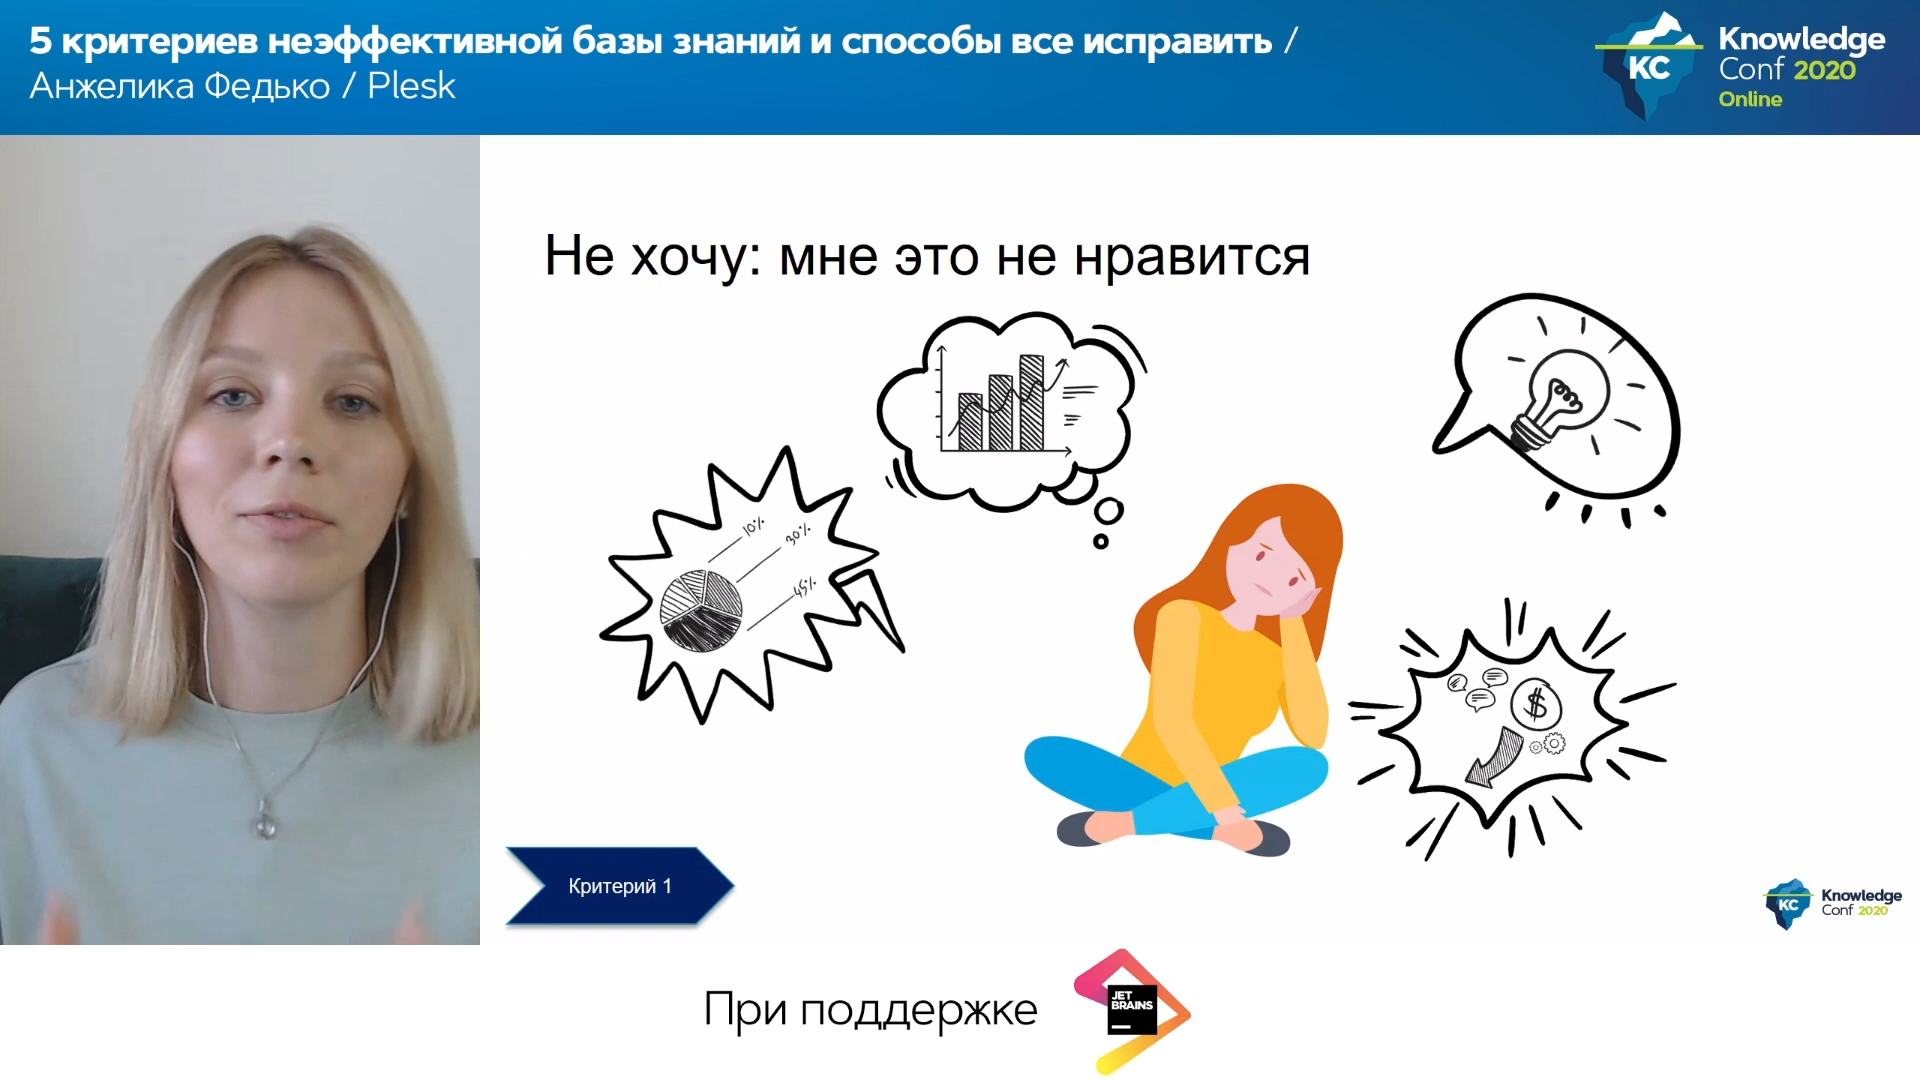 5 критериев неэффективной базы знаний и способы все исправить /
Анжелика Федько / Plesk
KC
Knowledge
Conf 2020
Online
Не хочу: мне это не нравится
10%
30%
45%
$
Критерий 1
KC
Knowledge
Conf 2020
При поддержке
JET
BRAINS